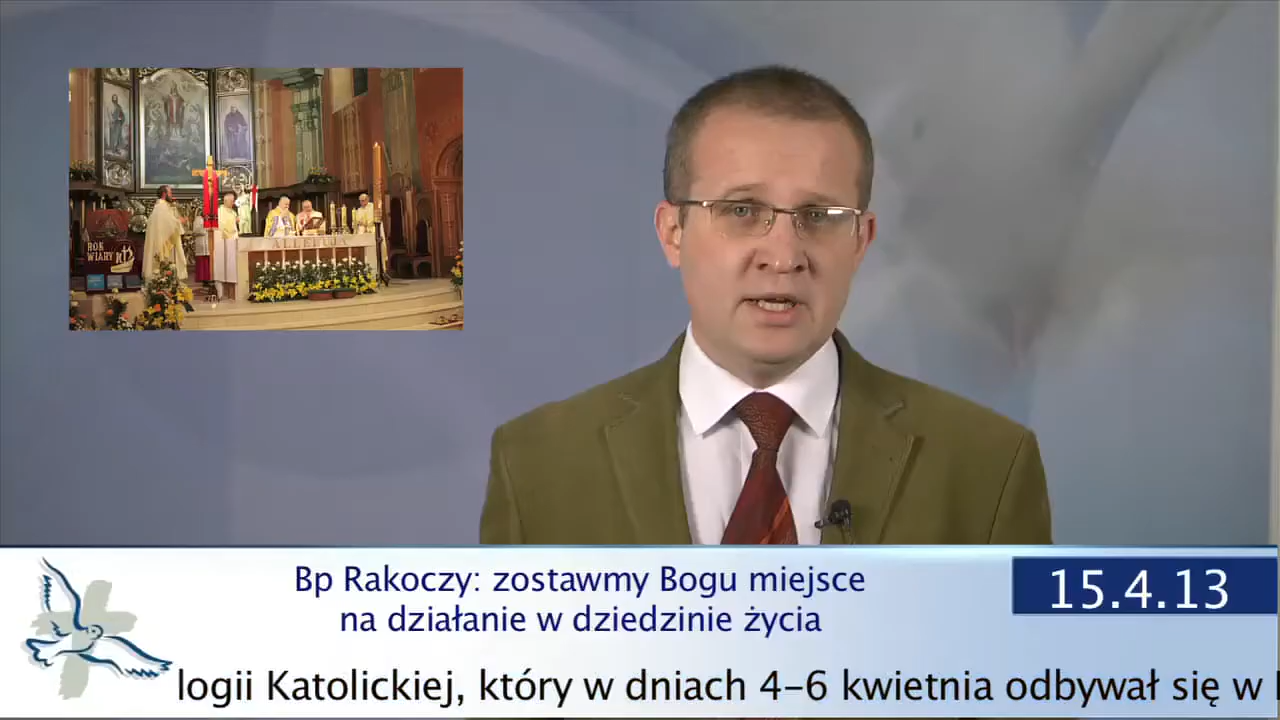 ROK
WIARY
ALLELUJA
Bp Rakoczy: zostawmy Bogu miejsce
na działanie w dziedzinie życia
15.4.13
logii Katolickiej, który w dniach 4-6 kwietnia odbywał się w